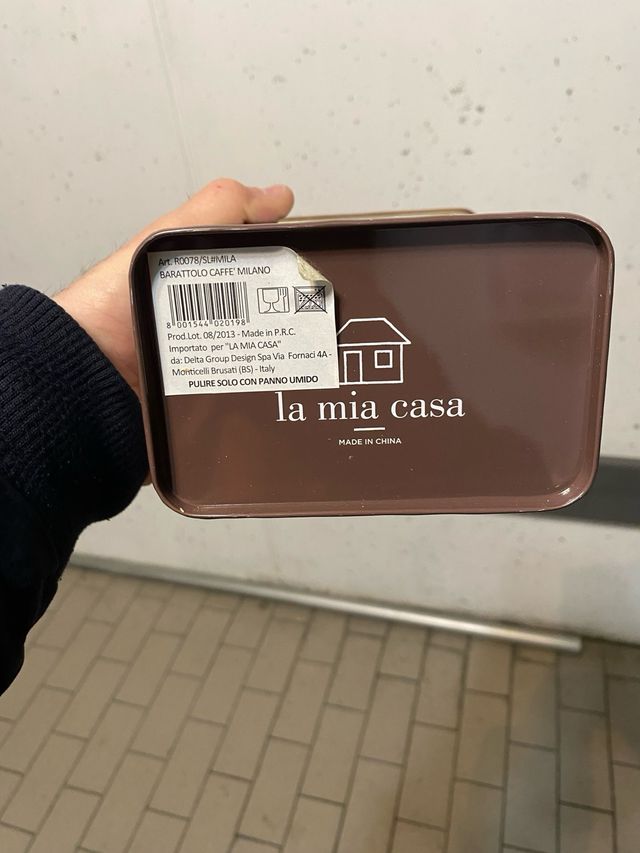 Art. R0078/SL#MILA
BARATTOLO CAFFE' MILANO
8 001544 020198
Prod.Lot. 08/2013 - Made in P.R.C.
Importato per "LA MIA CASA"
da: Delta Group Design Spa Via Fornaci 4A -
Monticelli Brusati (BS) - Italy
PULIRE SOLO CON PANNO UMIDO
la mia casa
MADE IN CHINA